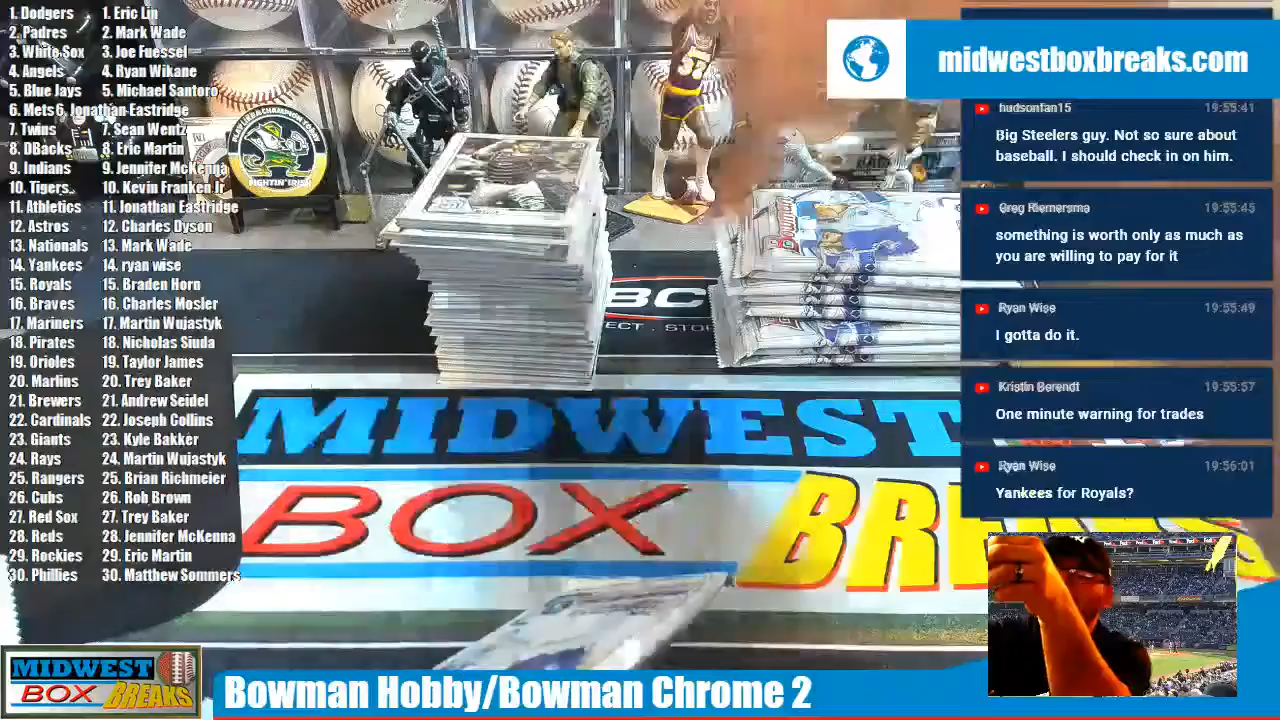 1. Dodgers 1. Eric Lin
2. Padres 2. Mark Wade
3. White Sox 3. Joe Fuessel
4. Angels 4. Ryan Wikane
5. Blue Jays 5. Michael Santoro
6. Mets 6. Jonathan Eastridge
7. Twins 7. Sean Wentz
8. DBacks 8. Eric Martin
9. Indians 9. Jennifer McKenna
10. Tigers 10. Kevin Franken Jr
11. Athletics 11. Jonathan Eastridge
12. Astros 12. Charles Dyson
13. Nationals 13. Mark Wade
14. Yankees 14. ryan wise
15. Royals 15. Braden Horn
16. Braves 16. Charles Mosler
17. Mariners 17. Martin Wujastyk
18. Pirates 18. Nicholas Siuda
19. Orioles 19. Taylor James
20. Marlins 20. Trey Baker
21. Brewers 21. Andrew Seidel
22. Cardinals 22. Joseph Collins
23. Giants 23. Kyle Bakker
24. Rays 24. Martin Wujastyk
25. Rangers 25. Brian Richmeier
26. Cubs 26. Rob Brown
27. Red Sox 27. Trey Baker
28. Reds 28. Jennifer McKenna
29. Rockies 29. Eric Martin
30. Phillies 30. Matthew Sommers
FIGHTIN' IRISH
33
Bowman
BC
MIDWEST
BOX BRE
midwestboxbreaks.com
hudsonfan15 19:55:41
Big Steelers guy. Not so sure about
baseball. I should check in on him.
Greg Riemersma 19:55:45
something is worth only as much as
you are willing to pay for it
Ryan Wise 19:55:49
I gotta do it.
Kristin Berendt 19:55:57
One minute warning for trades
Ryan Wise 19:56:01
Yankees for Royals?
MIDWEST
BOX BREAKS
Bowman Hobby/Bowman Chrome 2